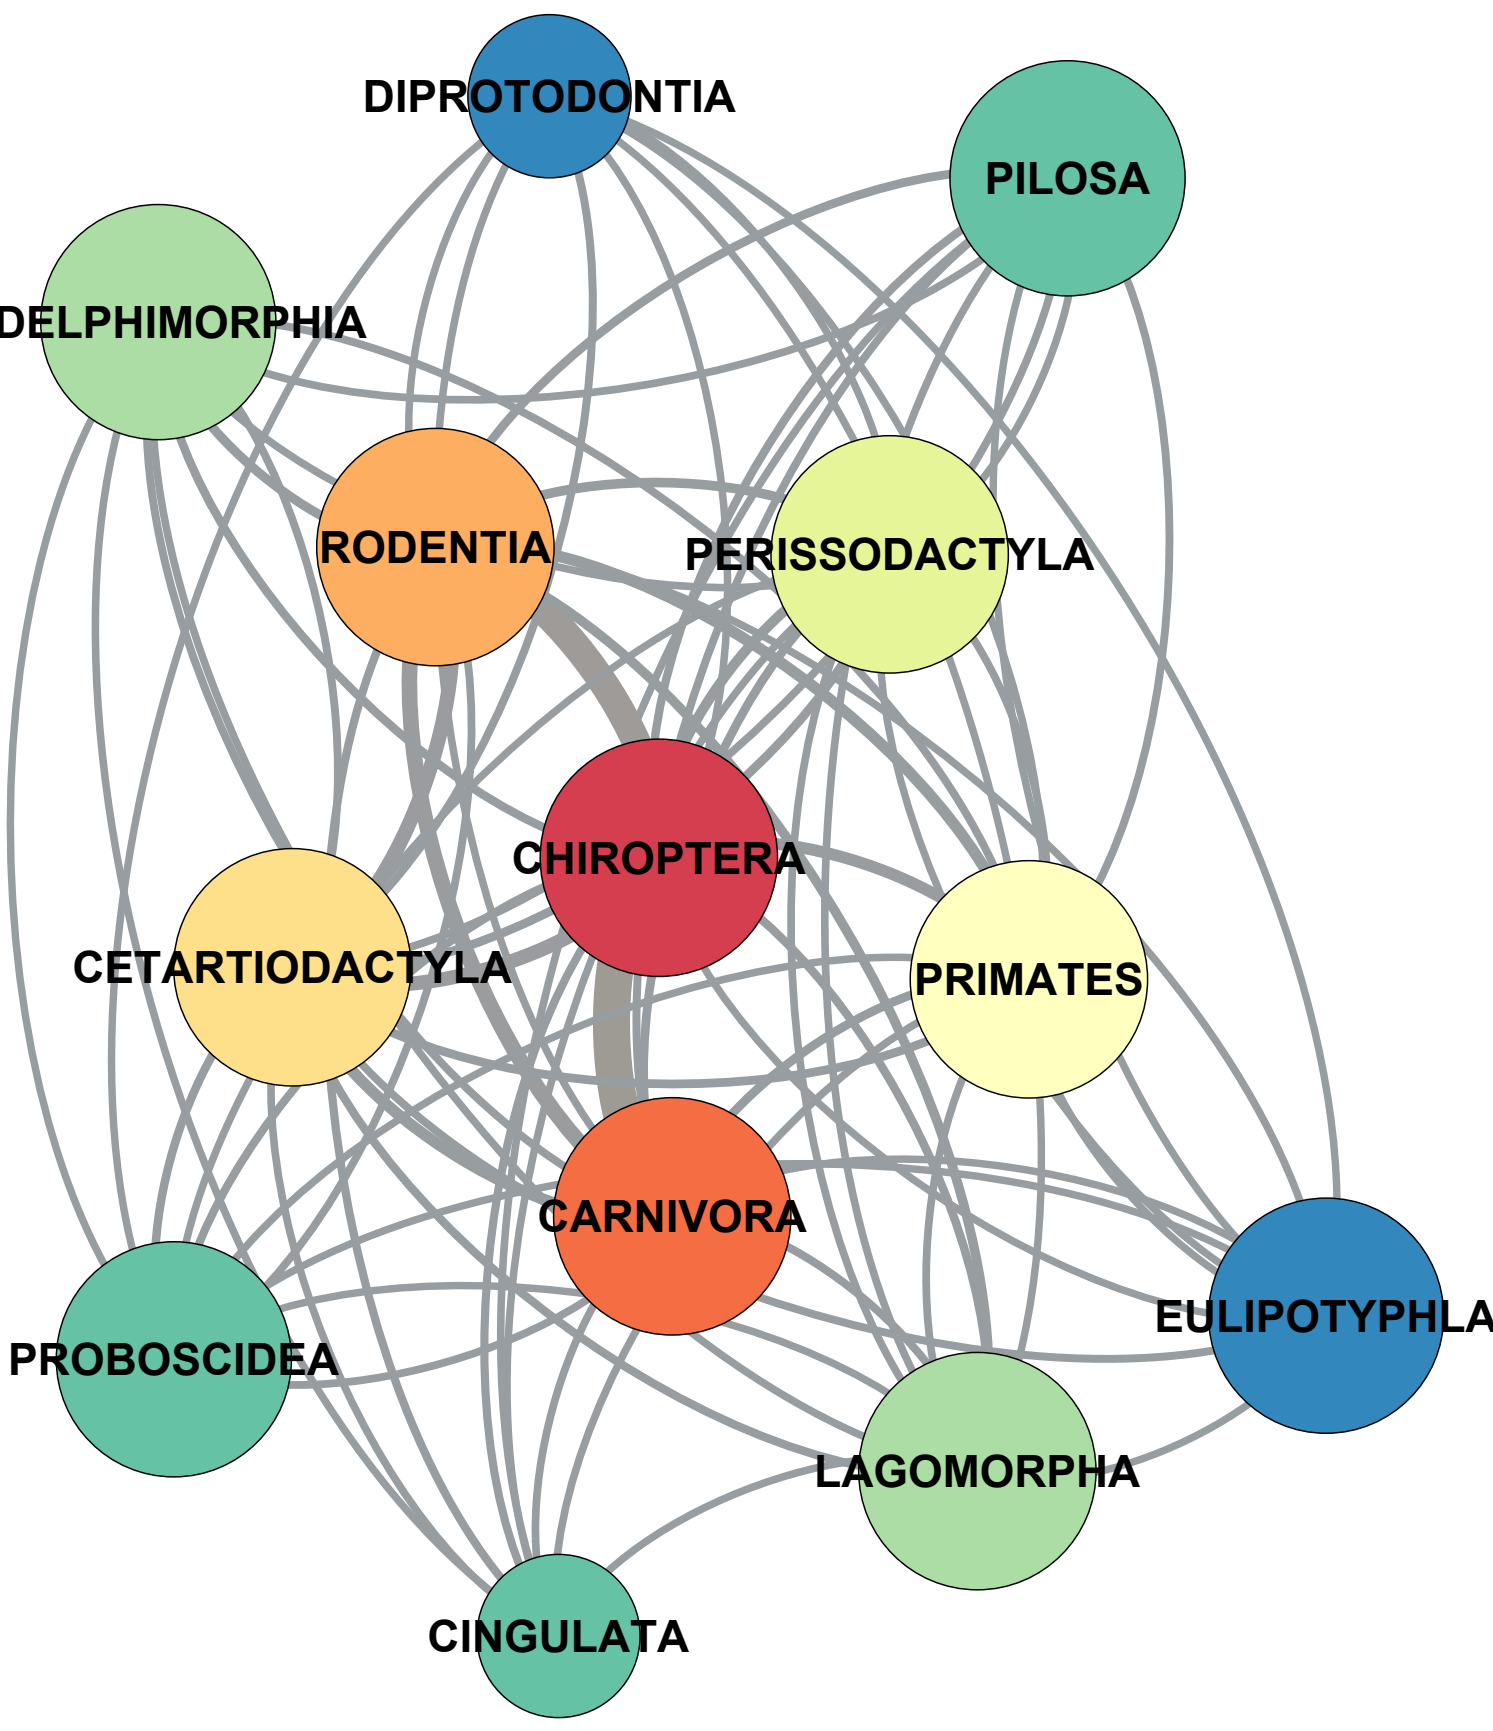 DIPROTODONTIA
PILOSA
DELPHIMORPHIA
RODENTIA
PERISSODACTYLA
CHIROPTERA
CETARTIODACTYLA
PRIMATES
CARNIVORA
EULIPOTYPHLA
PROBOSCIDEA
LAGOMORPHA
CINGULATA